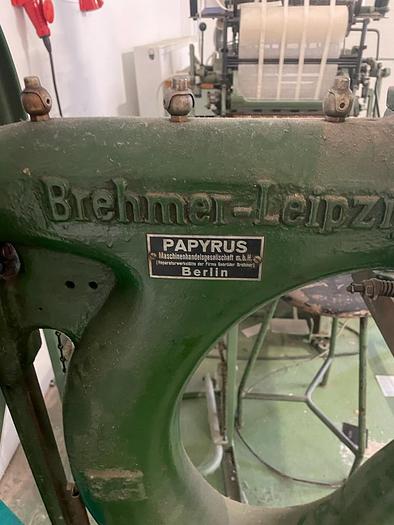 Brehmer-Leipzi
PAPYRUS
Maschinenhandelsgesellschaft m.b.H.
(Reparaturwerkstätte der Firma Gebrüder Brehmer)
Berlin